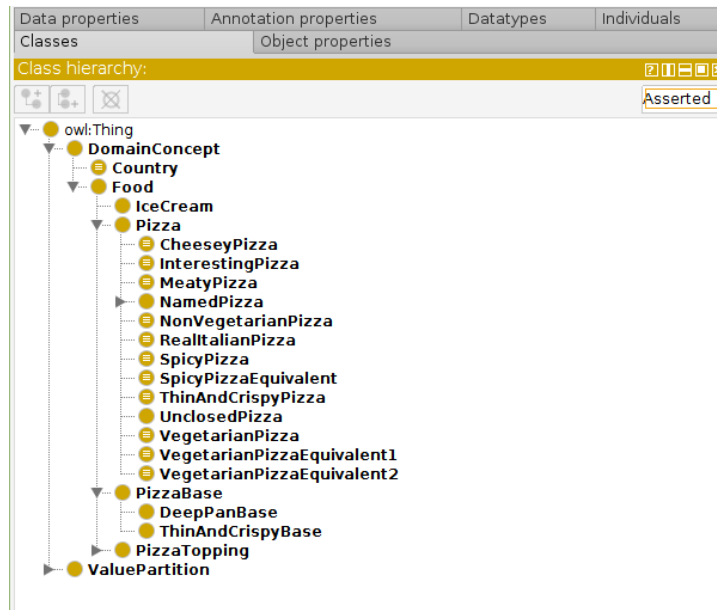 Data properties Annotation properties Datatypes Individuals
Classes Object properties
Class hierarchy:
Asserted
owl:Thing
DomainConcept
Country
Food
IceCream
Pizza
CheeseyPizza
InterestingPizza
MeatyPizza
NamedPizza
NonVegetarianPizza
RealItalianPizza
SpicyPizza
SpicyPizzaEquivalent
ThinAndCrispyPizza
UnclosedPizza
VegetarianPizza
VegetarianPizzaEquivalent1
VegetarianPizzaEquivalent2
PizzaBase
DeepPanBase
ThinAndCrispyBase
PizzaTopping
ValuePartition